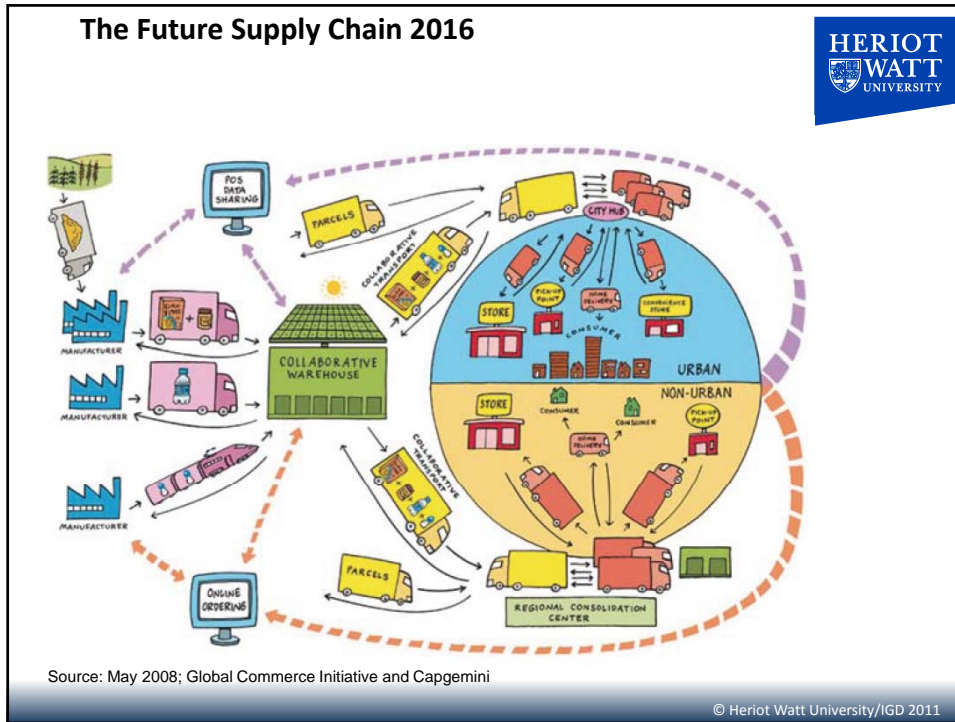 The Future Supply Chain 2016
HERIOT
WATT
UNIVERSITY
POS
DATA
SHARING
PARCELS
COLLABORATIVE
TRANSPORT
CITY HUB
MANUFACTURER
COLLABORATIVE
WAREHOUSE
STORE
PICK-UP
POINT
HOME
DELIVERY
CONVENIENCE
STORE
CONSUMER
URBAN
MANUFACTURER
NON-URBAN
STORE
CONSUMER
CONSUMER
PICK-UP
POINT
HOME
DELIVERY
COLLABORATIVE
TRANSPORT
MANUFACTURER
ONLINE
ORDERING
PARCELS
REGIONAL CONSOLIDATION
CENTER
Source: May 2008; Global Commerce Initiative and Capgemini
© Heriot Watt University/IGD 2011